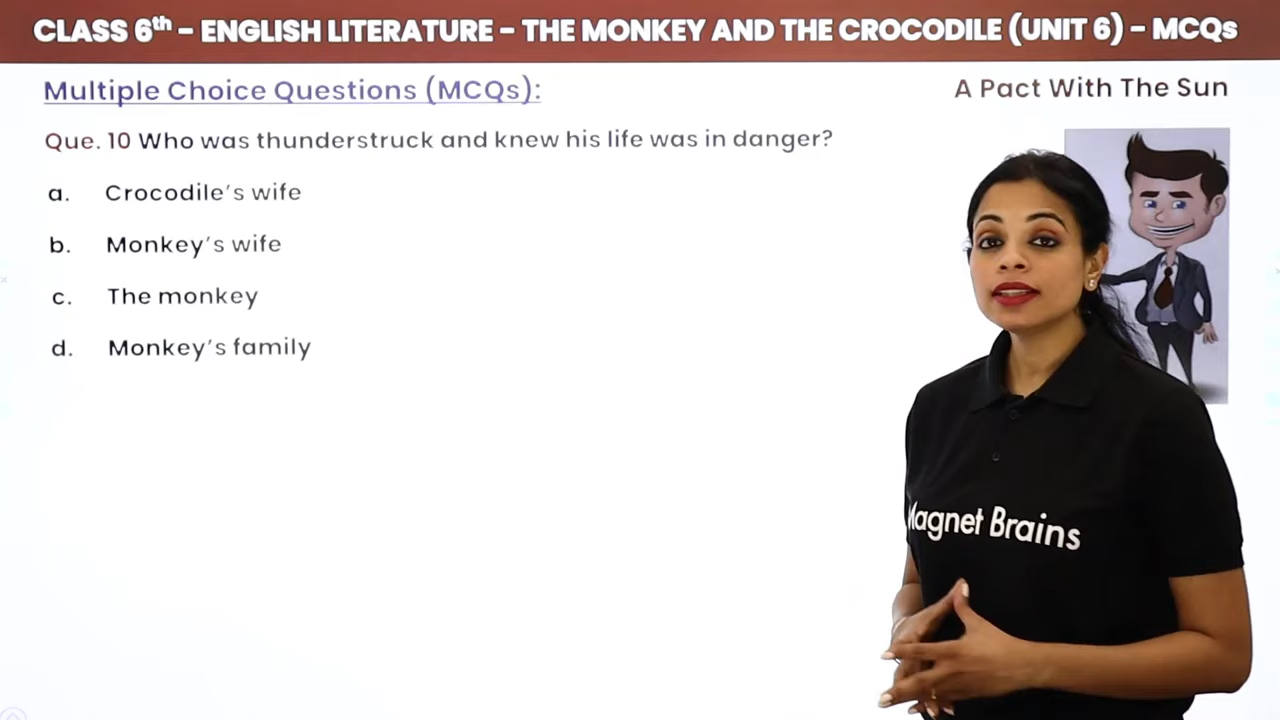 CLASS 6th – ENGLISH LITERATURE – THE MONKEY AND THE CROCODILE (UNIT 6) – MCQs
Multiple Choice Questions (MCQs):
A Pact With The Sun
Que. 10 Who was thunderstruck and knew his life was in danger?
a. Crocodile's wife
b. Monkey's wife
c. The monkey
d. Monkey's family
Magnet Brains